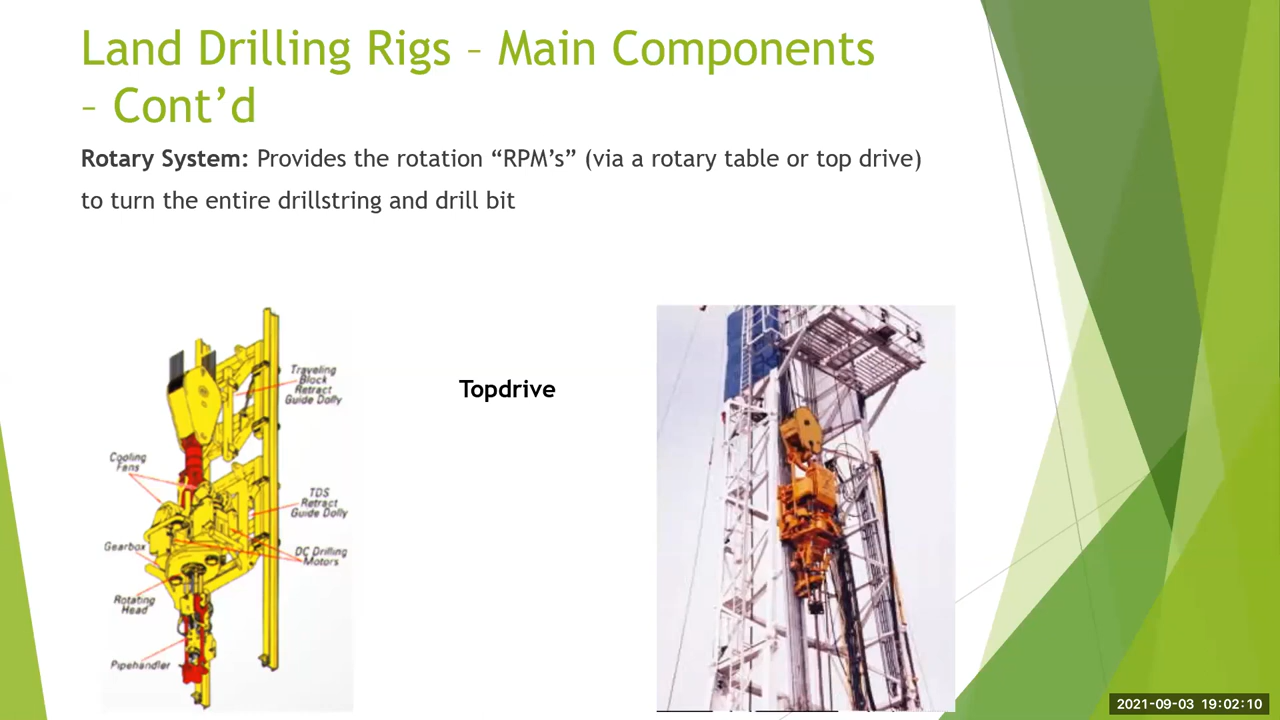 Land Drilling Rigs – Main Components
– Cont’d
Rotary System: Provides the rotation “RPM’s” (via a rotary table or top drive)
to turn the entire drillstring and drill bit
Traveling
Block
Retract
Guide Dolly
Topdrive
Cooling
Fans
TDS
Retract
Guide Dolly
Gearbox
DC Drilling
Motors
Rotating
Head
Pipehandler
2021-09-03 19:02:10